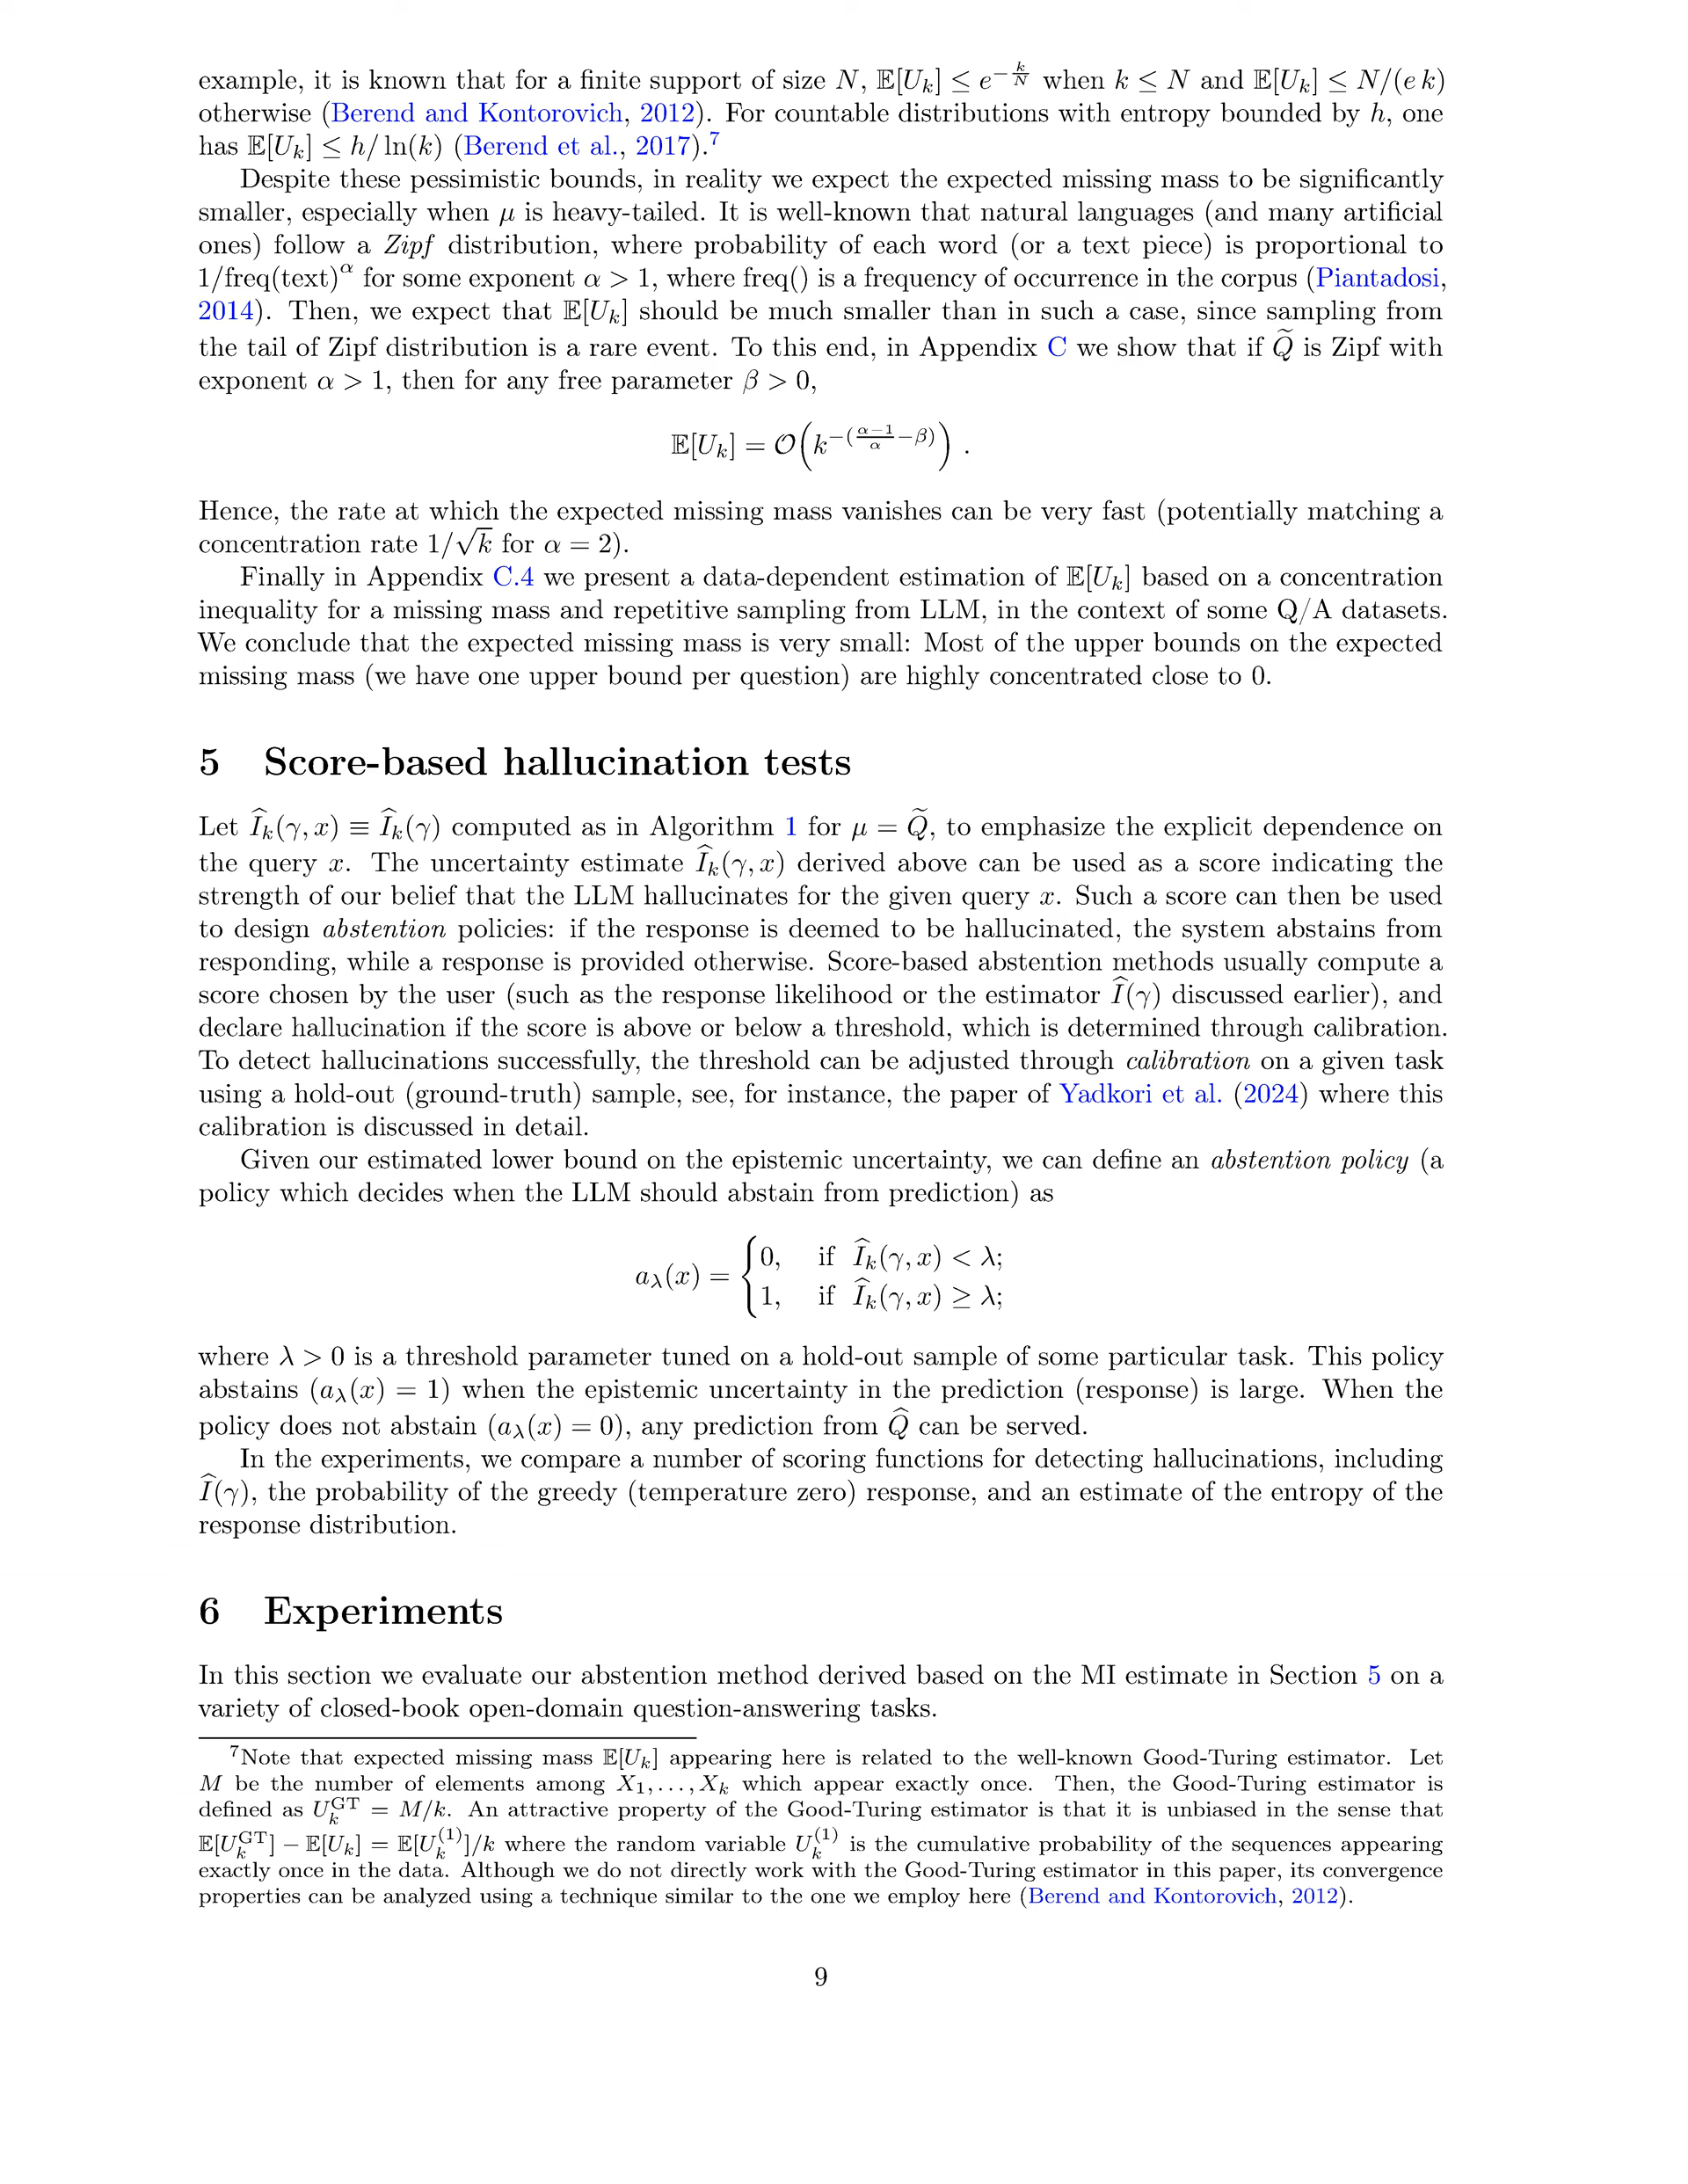 example, it is known that for a finite support of size N, 𝔼[U_k] ≤ e^{−k/N} when k ≤ N and 𝔼[U_k] ≤ N/(e k)
otherwise (Berend and Kontorovich, 2012). For countable distributions with entropy bounded by h, one
has 𝔼[U_k] ≤ h/ ln(k) (Berend et al., 2017).⁷
Despite these pessimistic bounds, in reality we expect the expected missing mass to be significantly
smaller, especially when μ is heavy-tailed. It is well-known that natural languages (and many artificial
ones) follow a Zipf distribution, where probability of each word (or a text piece) is proportional to
1/freq(text)^α for some exponent α > 1, where freq() is a frequency of occurrence in the corpus (Piantadosi,
2014). Then, we expect that 𝔼[U_k] should be much smaller than in such a case, since sampling from
the tail of Zipf distribution is a rare event. To this end, in Appendix C we show that if Q̃ is Zipf with
exponent α > 1, then for any free parameter β > 0,
𝔼[U_k] = 𝒪(k^{−((α−1)/α −β)}) .
Hence, the rate at which the expected missing mass vanishes can be very fast (potentially matching a
concentration rate 1/√k for α = 2).
Finally in Appendix C.4 we present a data-dependent estimation of 𝔼[U_k] based on a concentration
inequality for a missing mass and repetitive sampling from LLM, in the context of some Q/A datasets.
We conclude that the expected missing mass is very small: Most of the upper bounds on the expected
missing mass (we have one upper bound per question) are highly concentrated close to 0.
5 Score-based hallucination tests
Let Î_k(γ, x) ≡ Î_k(γ) computed as in Algorithm 1 for μ = Q̃, to emphasize the explicit dependence on
the query x. The uncertainty estimate Î_k(γ, x) derived above can be used as a score indicating the
strength of our belief that the LLM hallucinates for the given query x. Such a score can then be used
to design abstention policies: if the response is deemed to be hallucinated, the system abstains from
responding, while a response is provided otherwise. Score-based abstention methods usually compute a
score chosen by the user (such as the response likelihood or the estimator Î(γ) discussed earlier), and
declare hallucination if the score is above or below a threshold, which is determined through calibration.
To detect hallucinations successfully, the threshold can be adjusted through calibration on a given task
using a hold-out (ground-truth) sample, see, for instance, the paper of Yadkori et al. (2024) where this
calibration is discussed in detail.
Given our estimated lower bound on the epistemic uncertainty, we can define an abstention policy (a
policy which decides when the LLM should abstain from prediction) as
a_λ(x) = { 0, if Î_k(γ, x) < λ;
1, if Î_k(γ, x) ≥ λ;
where λ > 0 is a threshold parameter tuned on a hold-out sample of some particular task. This policy
abstains (a_λ(x) = 1) when the epistemic uncertainty in the prediction (response) is large. When the
policy does not abstain (a_λ(x) = 0), any prediction from Q̂ can be served.
In the experiments, we compare a number of scoring functions for detecting hallucinations, including
Î(γ), the probability of the greedy (temperature zero) response, and an estimate of the entropy of the
response distribution.
6 Experiments
In this section we evaluate our abstention method derived based on the MI estimate in Section 5 on a
variety of closed-book open-domain question-answering tasks.
⁷Note that expected missing mass 𝔼[U_k] appearing here is related to the well-known Good-Turing estimator. Let
M be the number of elements among X₁, . . . , X_k which appear exactly once. Then, the Good-Turing estimator is
defined as U_k^{GT} = M/k. An attractive property of the Good-Turing estimator is that it is unbiased in the sense that
𝔼[U_k^{GT}] − 𝔼[U_k] = 𝔼[U_k^{(1)}]/k where the random variable U_k^{(1)} is the cumulative probability of the sequences appearing
exactly once in the data. Although we do not directly work with the Good-Turing estimator in this paper, its convergence
properties can be analyzed using a technique similar to the one we employ here (Berend and Kontorovich, 2012).
9